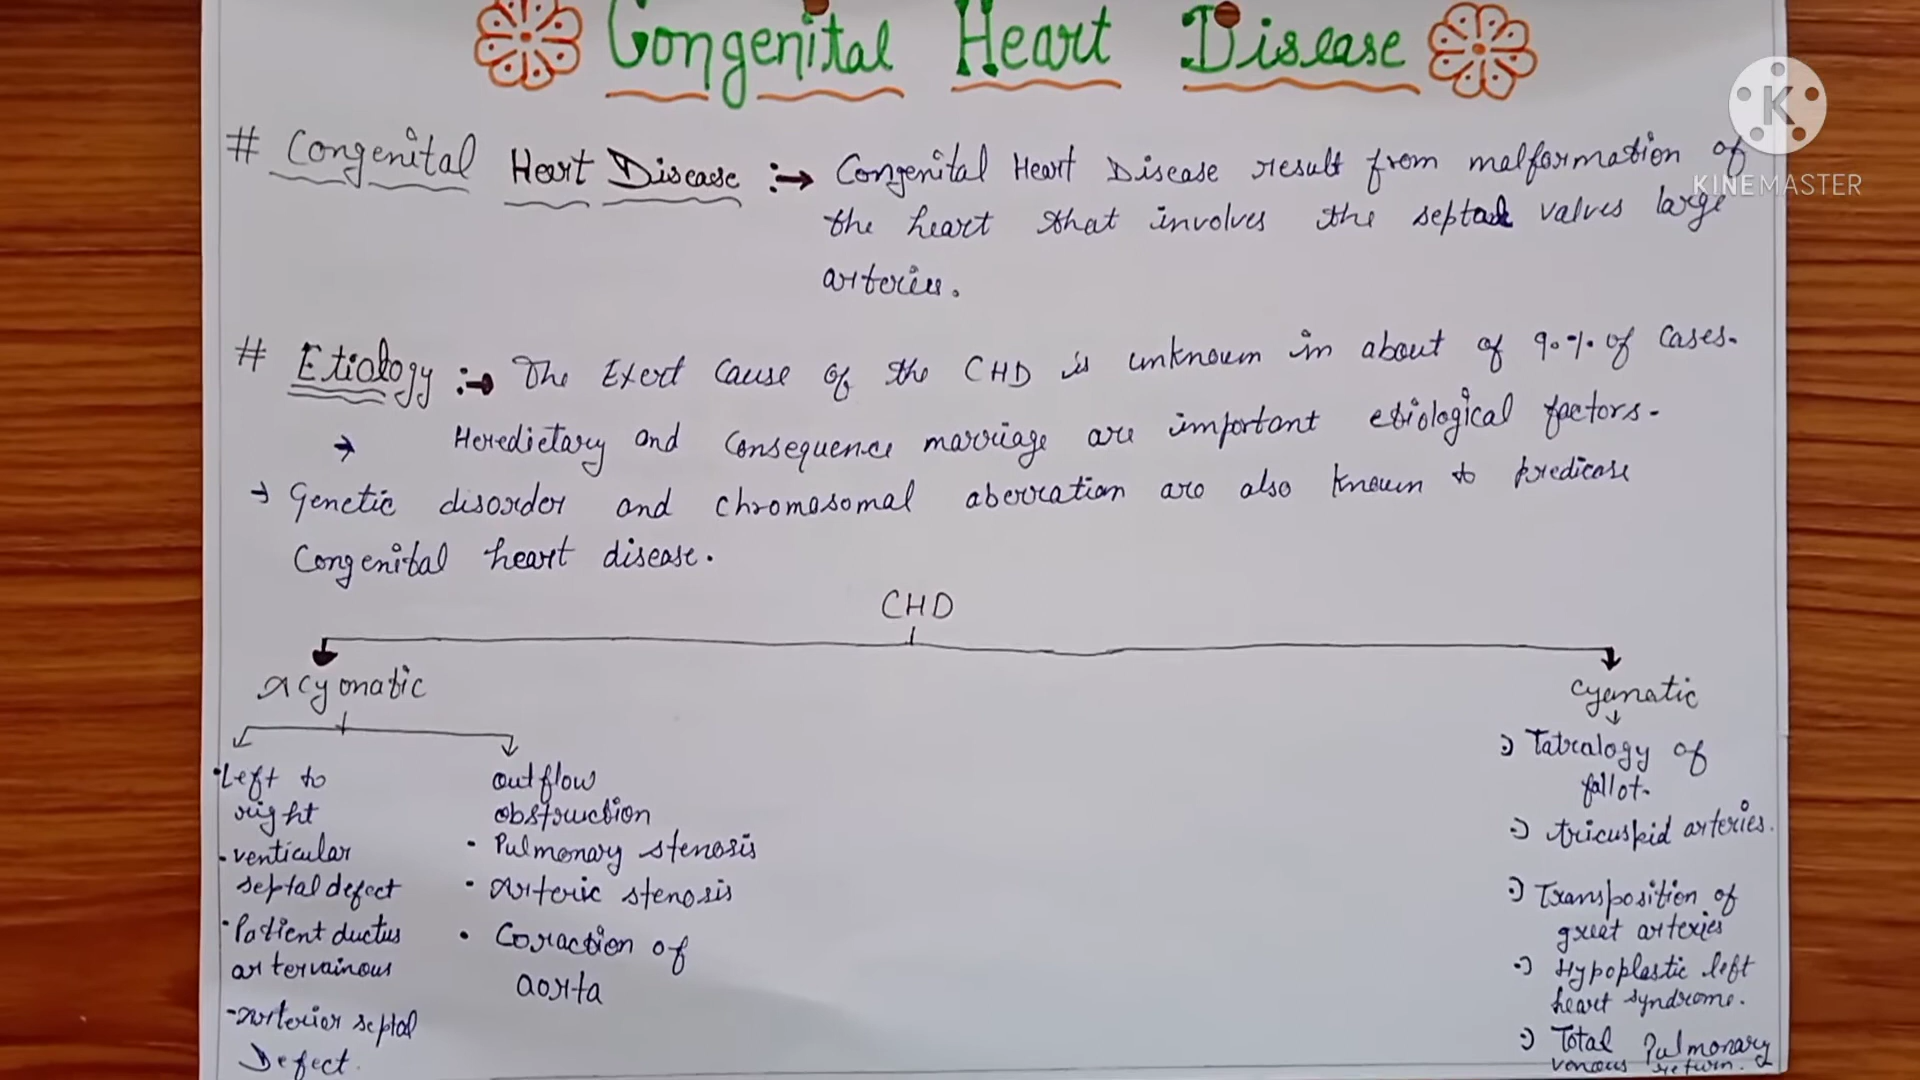 Congenital Heart Disease
KINEMASTER
# Congenital Heart Disease :→ Congenital Heart Disease result from malformation of
the heart that involves the septal valves large
arteries.
# Etiology :→ The Exert cause of the CHD is unknown in about of 90% of cases.
→ Heredietary and Consequence marriage are important etiological factors.
→ Genetic disorder and chromosomal aberration are also known to predicase
Congenital heart disease.
CHD
Acyonatic
Cyanatic
Left to
right
• venticular
septal defect
• Patient ductus
artervainous
- Arterior septal
Defect.
outflow
obstruction
• Pulmonary stenosis
• Arteric stenosis
• Coraction of
aorta
Tatralogy of
fallot.
tricuspid arteries.
Transposition of
great arteries
Hypoplastic left
heart syndrome.
Total Pulmonary
venous return.